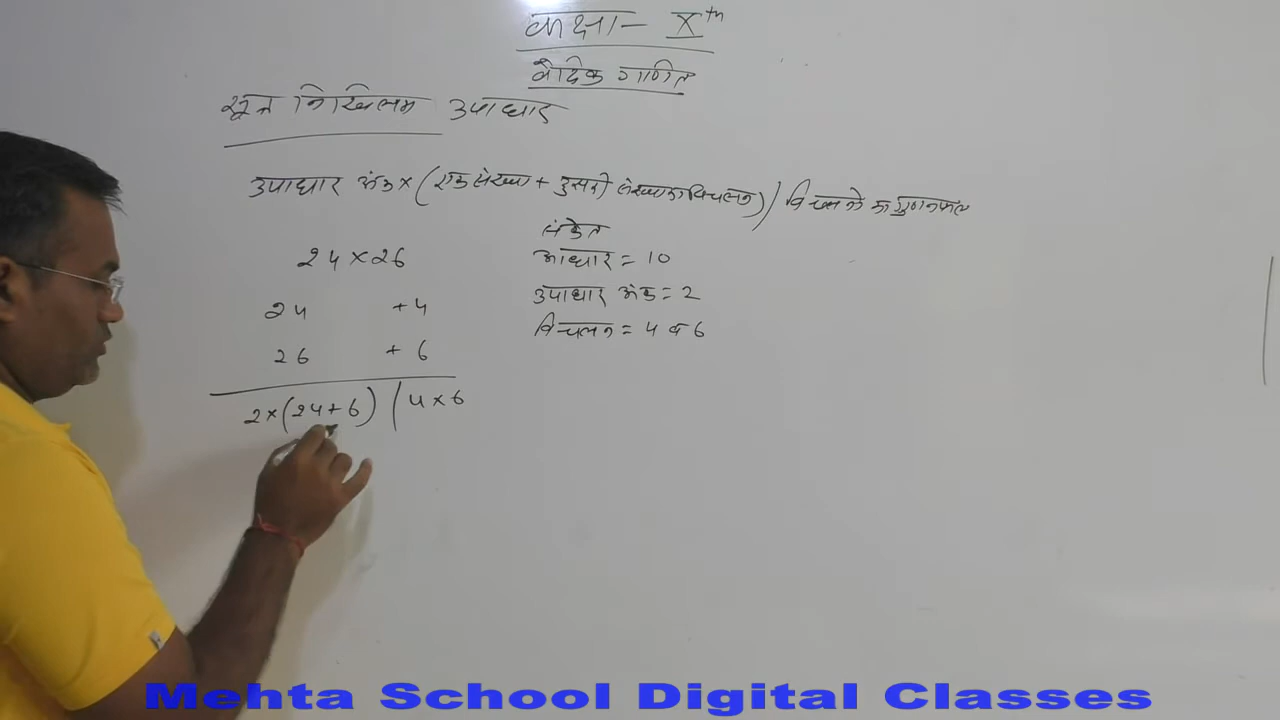 कक्षा - Xth
वैदिक गणित
सूत्र निखिलम उपाधार
उपाधार अंक × (एक संख्या + दुसरी संख्या का विचलन) / विचलनो का गुणनफल
संकेत
24 × 26
आधार = 10
24 +4
उपाधार अंक = 2
26 + 6
विचलन = 4 व 6
2 × (24 + 6) / 4 × 6
Mehta School Digital Classes